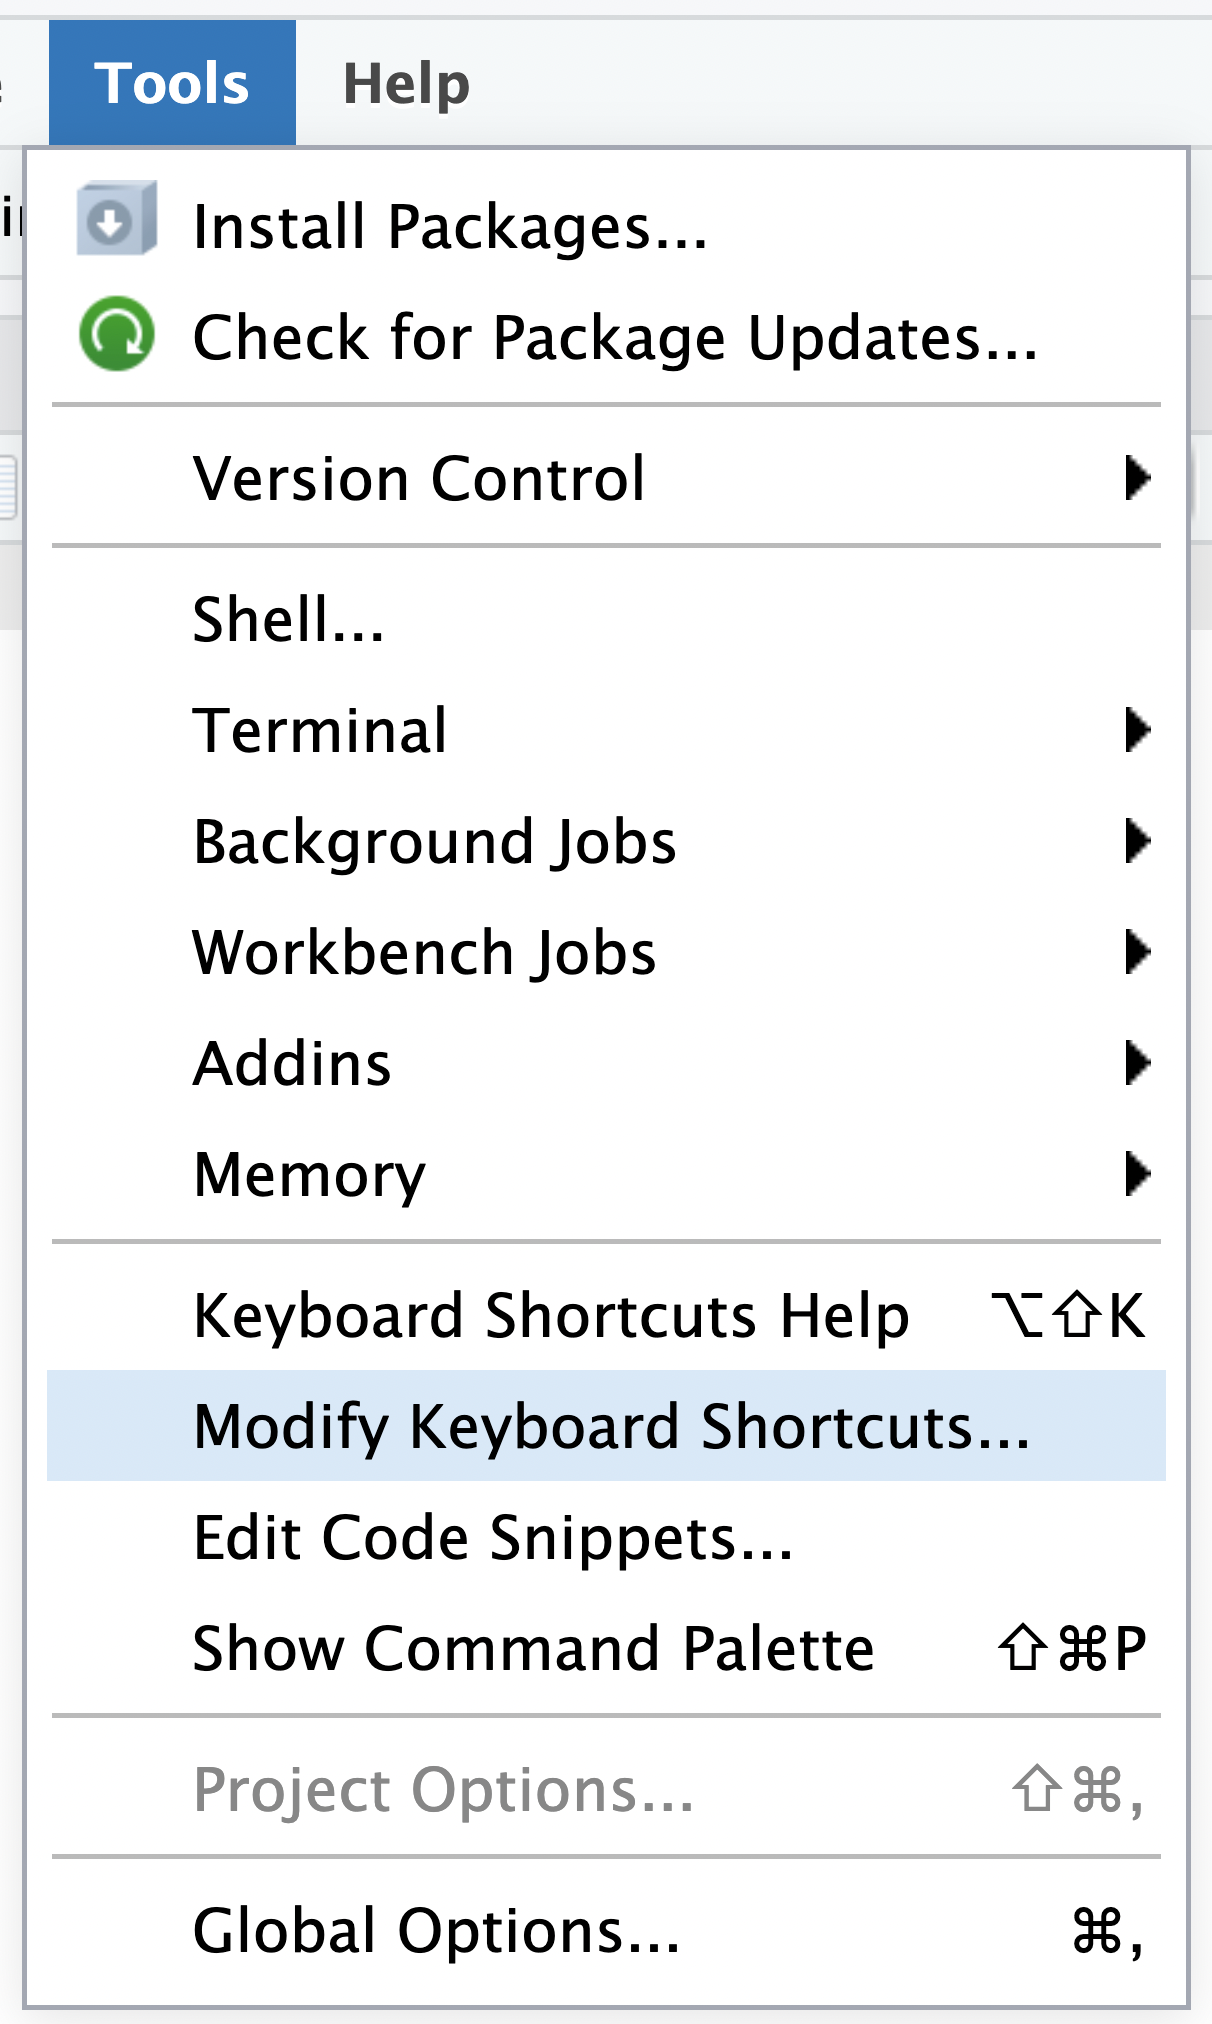 Tools Help
Install Packages...
Check for Package Updates...
Version Control
Shell...
Terminal
Background Jobs
Workbench Jobs
Addins
Memory
Keyboard Shortcuts Help ⌥⇧K
Modify Keyboard Shortcuts...
Edit Code Snippets...
Show Command Palette ⇧⌘P
Project Options... ⇧⌘,
Global Options... ⌘,